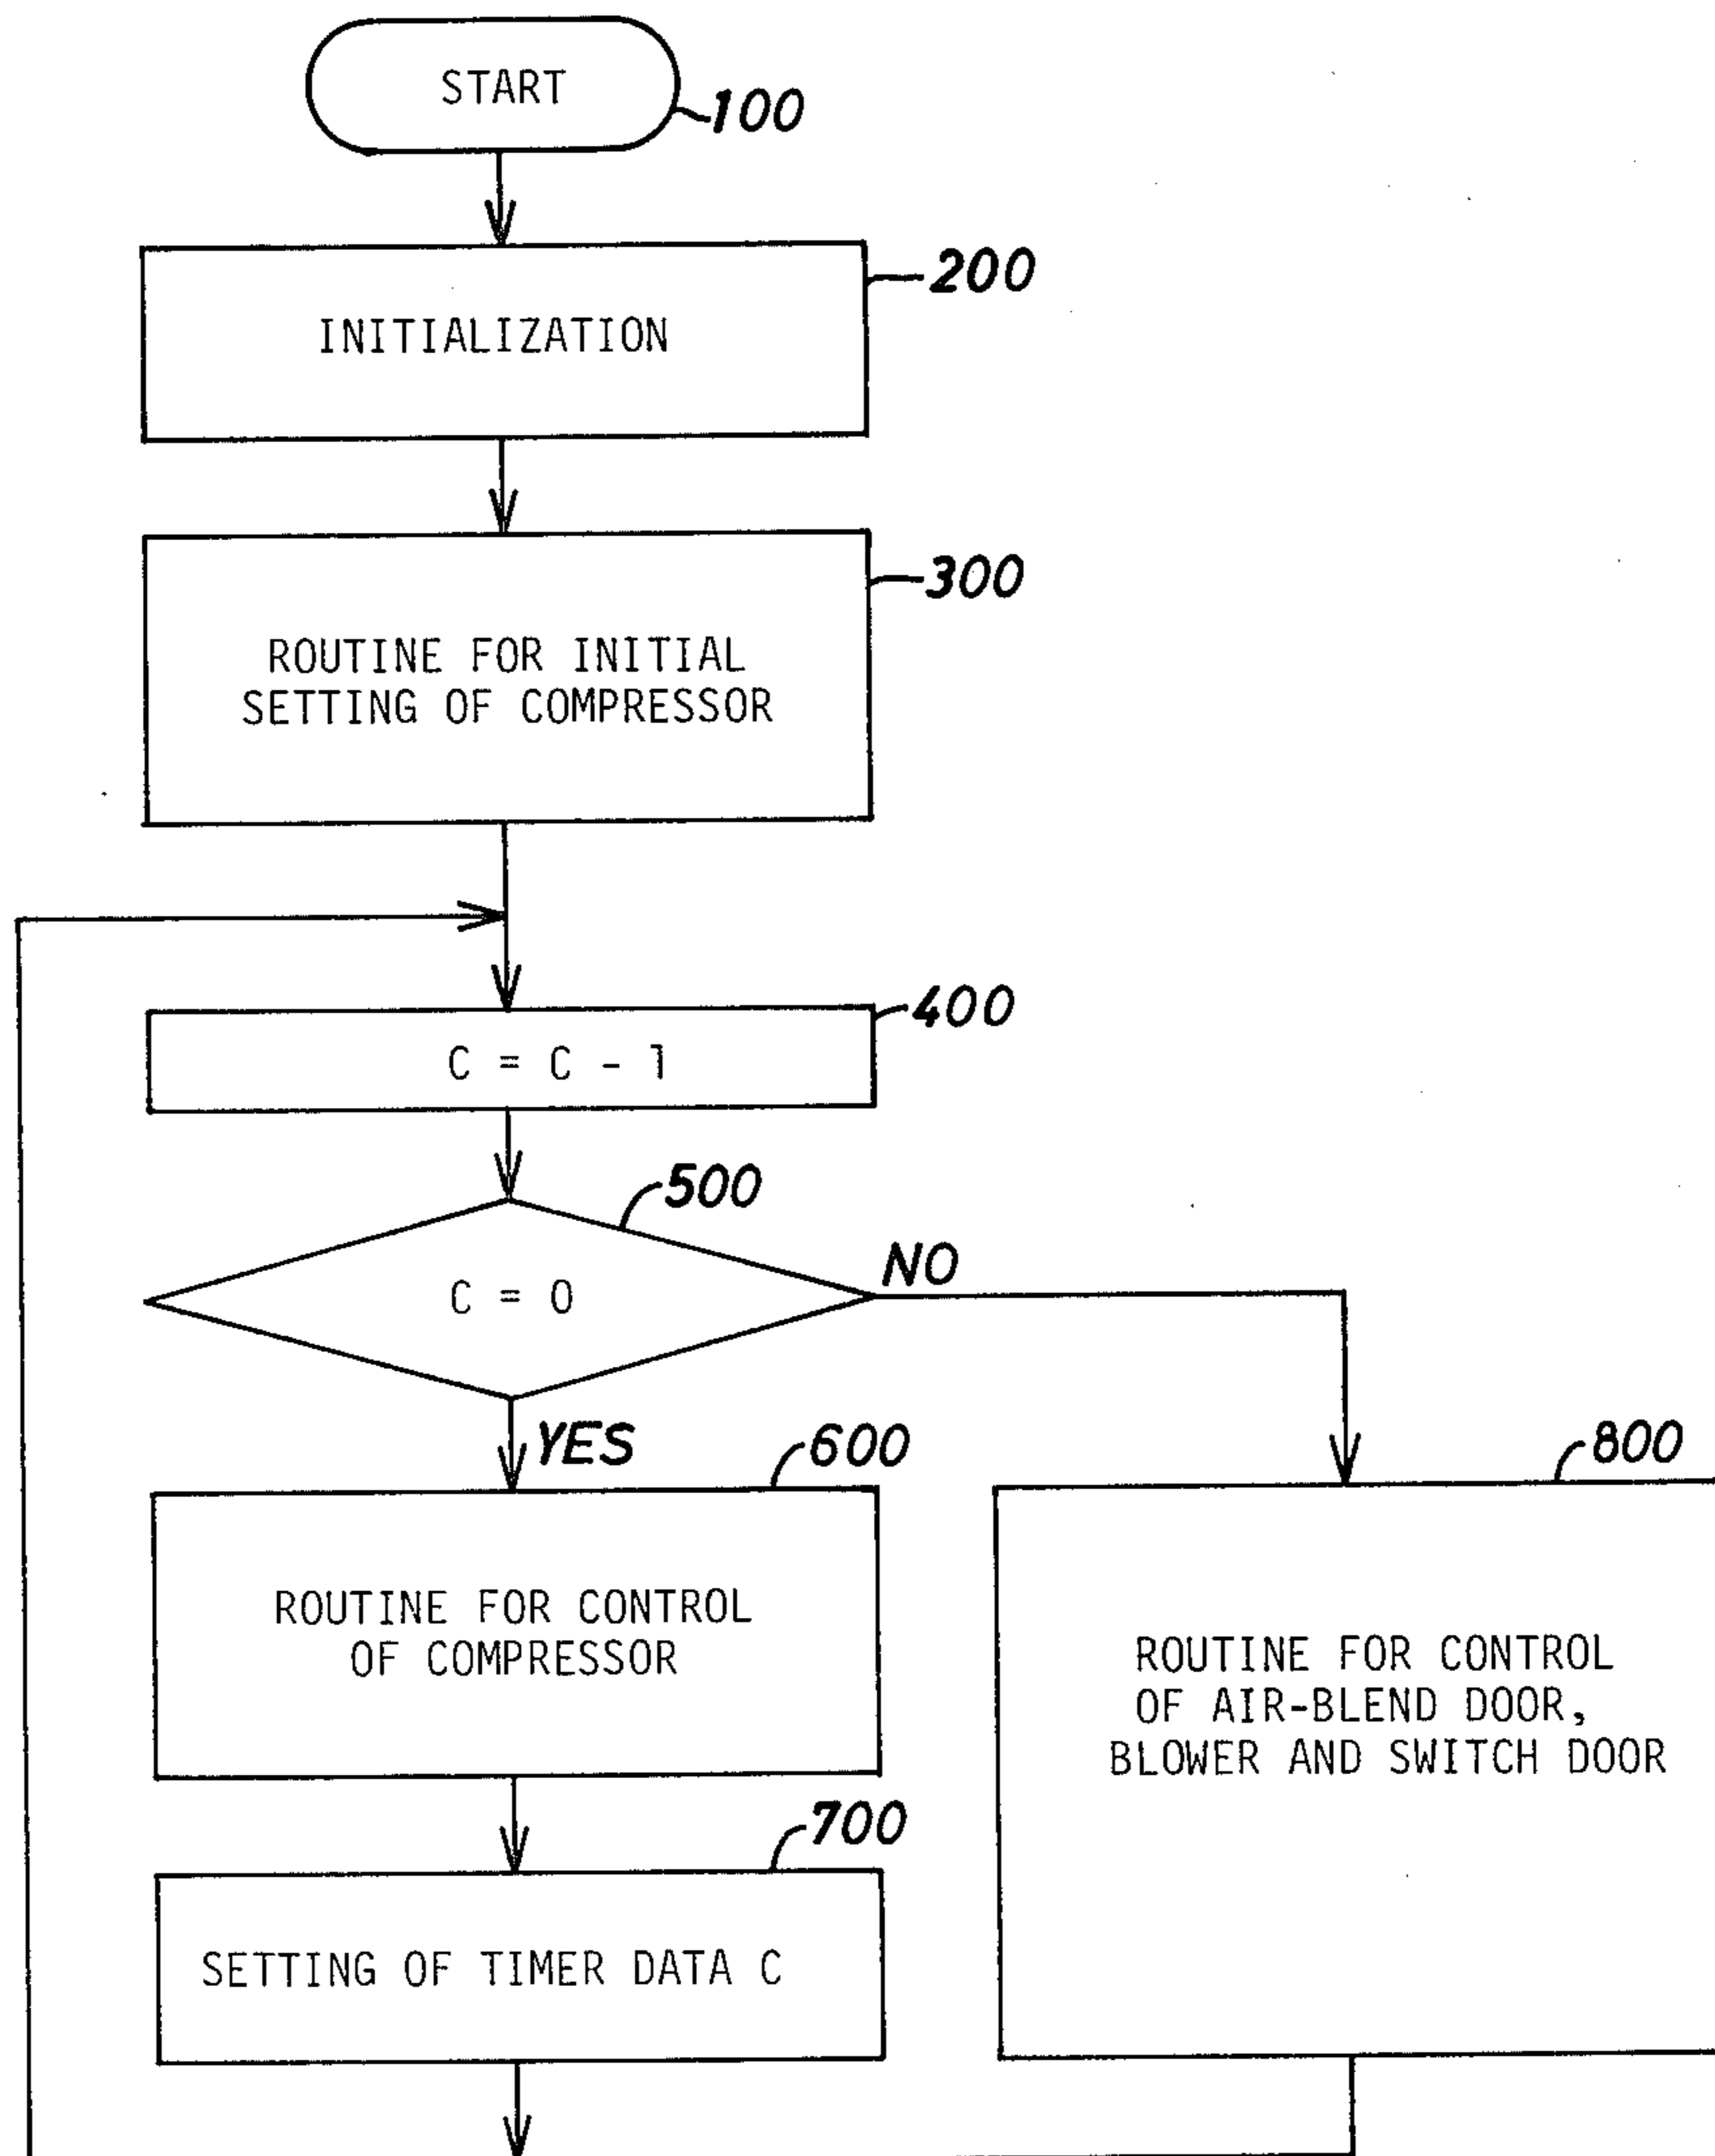 START
100
INITIALIZATION
200
ROUTINE FOR INITIAL
SETTING OF COMPRESSOR
300
C = C - 1
400
C = 0
500
NO
YES
ROUTINE FOR CONTROL
OF COMPRESSOR
600
SETTING OF TIMER DATA C
700
ROUTINE FOR CONTROL
OF AIR-BLEND DOOR,
BLOWER AND SWITCH DOOR
800